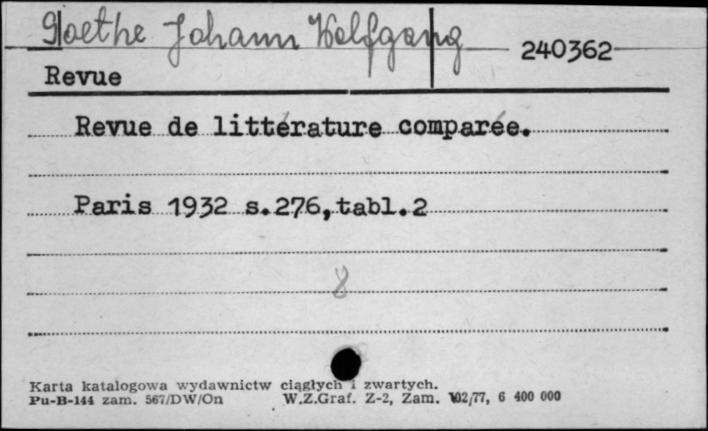 Goethe Johann Wolfgang 240362
Revue
Revue de littérature comparée.
Paris 1932 s.276,tabl.2
8
Karta katalogowa wydawnictw ciągłych i zwartych.
Pu-B-144 zam. 567/DW/On W.Z.Graf. Z-2, Zam. 102/77, 6 400 000